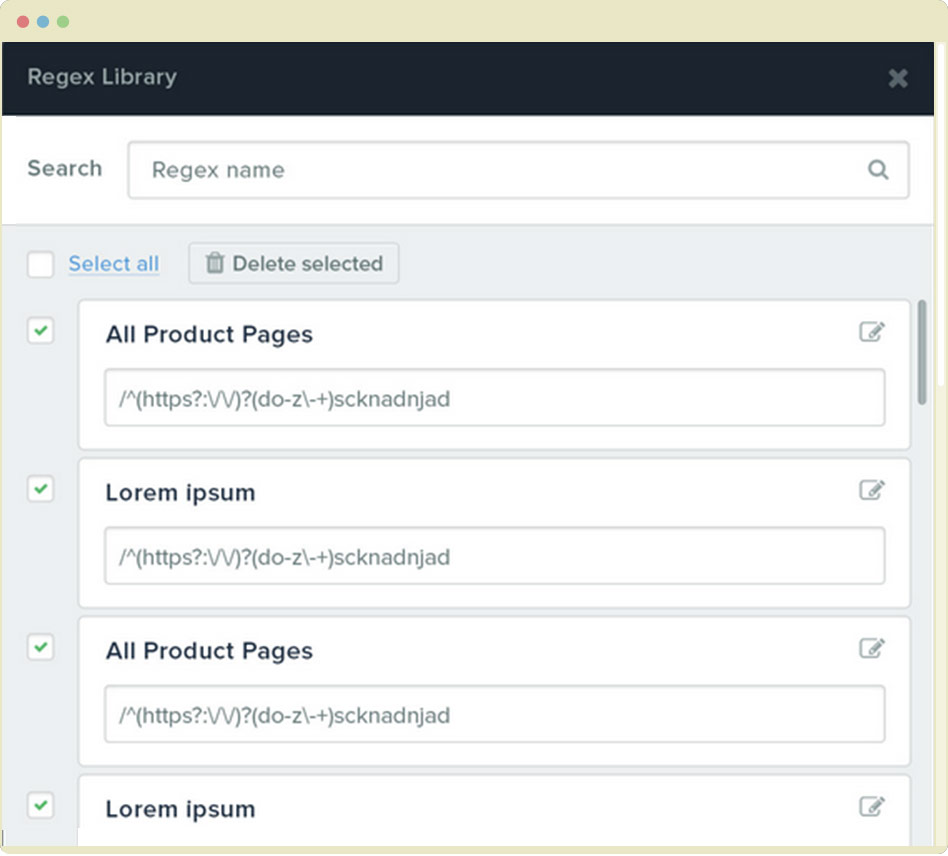 Regex Library
Search
Regex name
Select all
Delete selected
All Product Pages
/^(https?:\/\/)?(do-z\-+)scknadnjad
Lorem ipsum
/^(https?:\/\/)?(do-z\-+)scknadnjad
All Product Pages
/^(https?:\/\/)?(do-z\-+)scknadnjad
Lorem ipsum